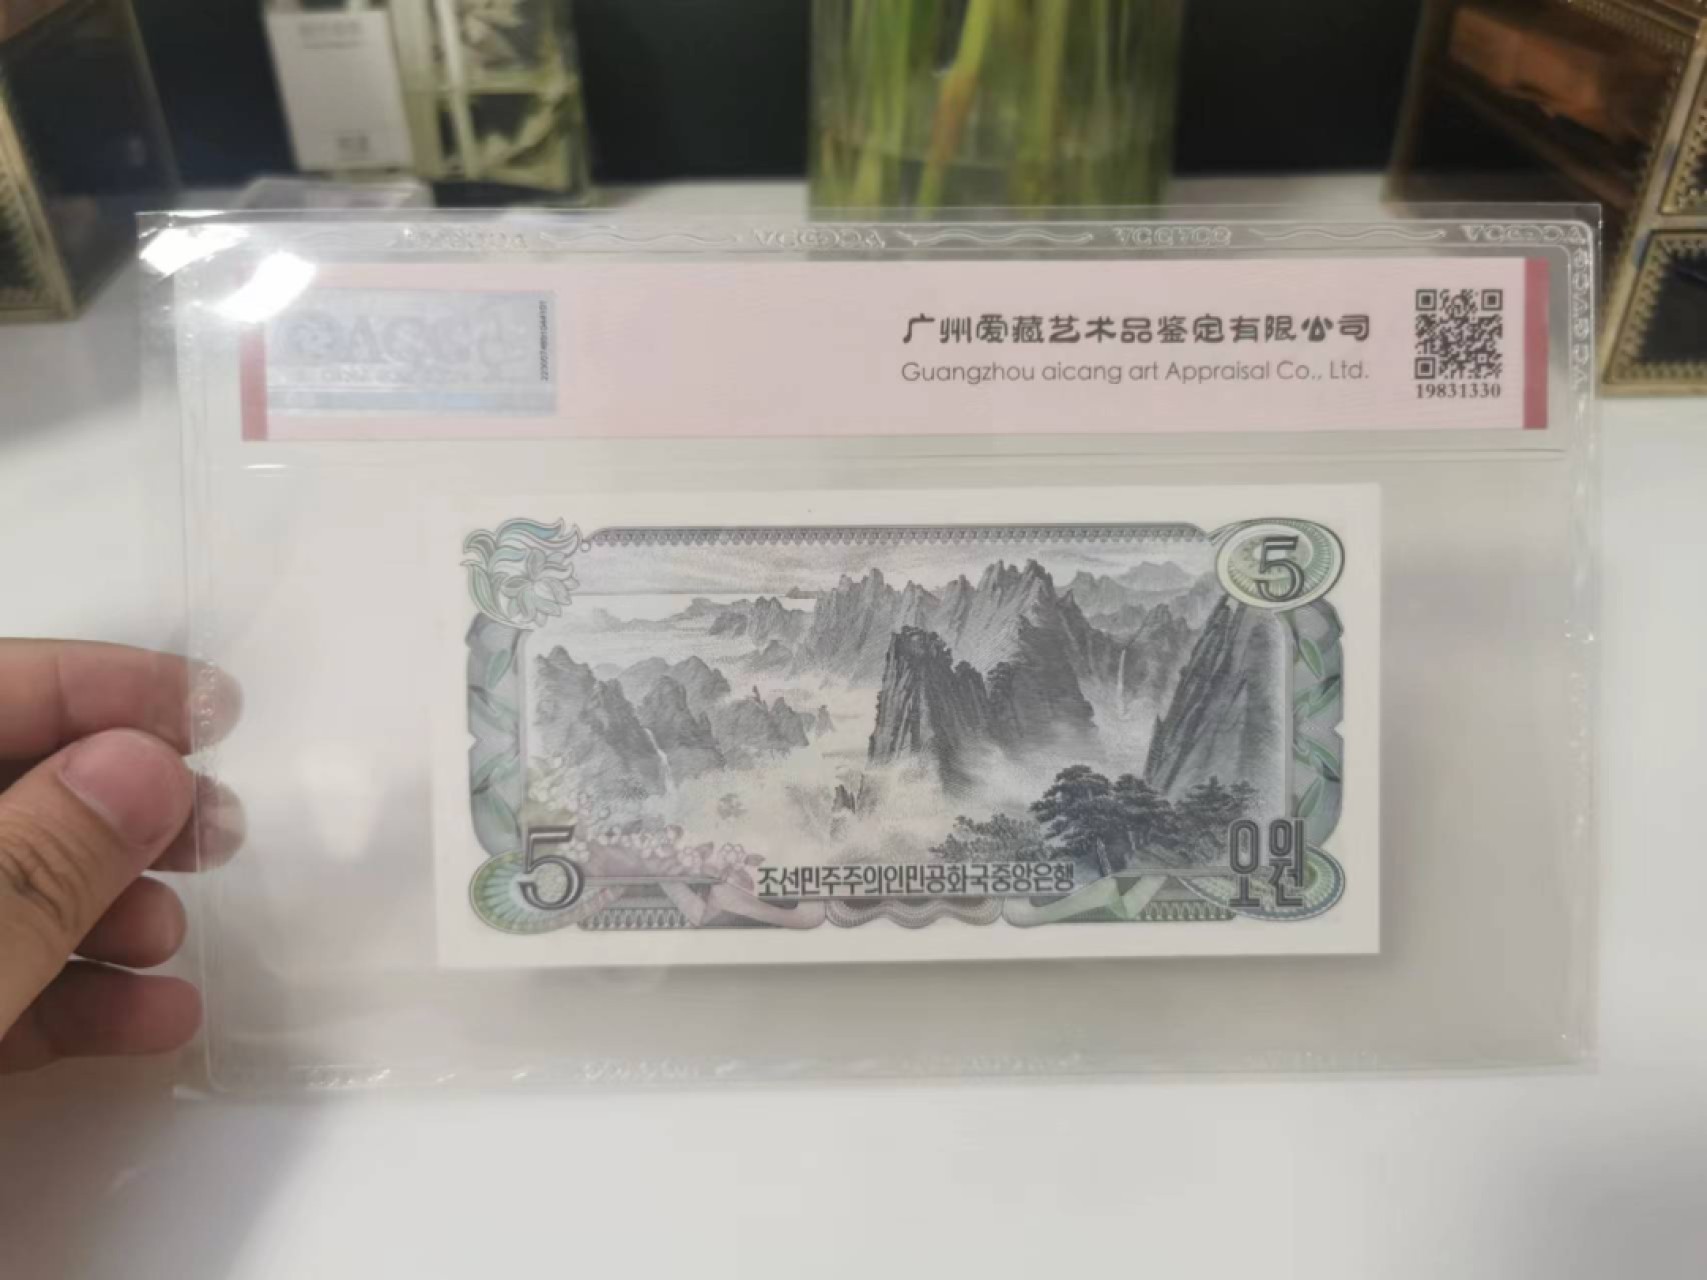 广州爱藏艺术品鉴定有限公司
Guangzhou aicang art Appraisal Co., Ltd.
19831330
5
5
조선민주주의인민공화국중앙은행
오원